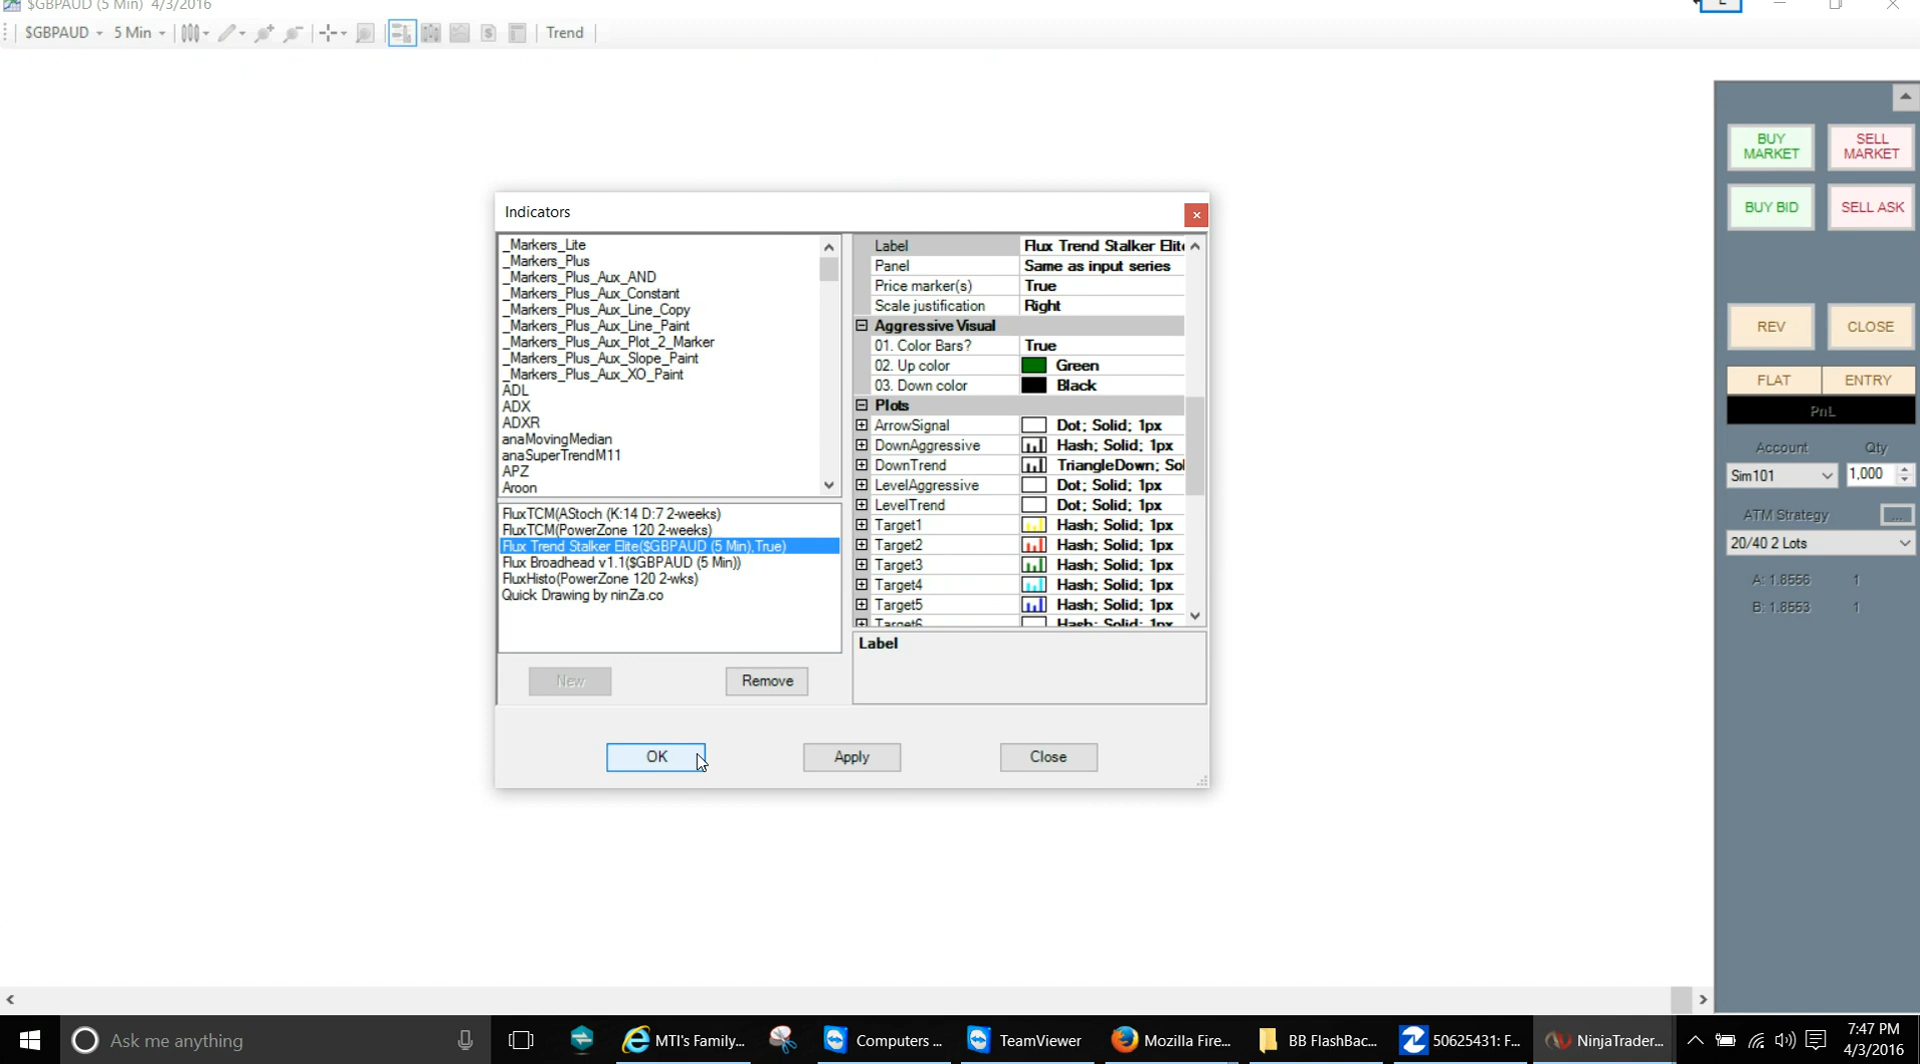 $GBPAUD (5 Min) 4/3/2016
$GBPAUD 5 Min Trend
BUY MARKET
SELL MARKET
BUY BID
SELL ASK
REV
CLOSE
FLAT
ENTRY
PnL
Account
Qty
Sim101
1,000
ATM Strategy
...
20/40 2 Lots
A: 1.8556 1
B: 1.8553 1
Indicators
_Markers_Lite
_Markers_Plus
_Markers_Plus_Aux_AND
_Markers_Plus_Aux_Constant
_Markers_Plus_Aux_Line_Copy
_Markers_Plus_Aux_Line_Paint
_Markers_Plus_Aux_Plot_2_Marker
_Markers_Plus_Aux_Slope_Paint
_Markers_Plus_Aux_XO_Paint
ADL
ADX
ADXR
anaMovingMedian
anaSuperTrendM11
APZ
Aroon
FluxTCM(AStoch (K:14 D:7 2-weeks)
FluxTCM(PowerZone 120 2-weeks)
Flux Trend Stalker Elite($GBPAUD (5 Min),True)
Flux Broadhead v1.1($GBPAUD (5 Min))
FluxHisto(PowerZone 120 2-wks)
Quick Drawing by ninZa.co
New
Remove
Label Flux Trend Stalker Elite
Panel Same as input series
Price marker(s) True
Scale justification Right
Aggressive Visual
01. Color Bars? True
02. Up color Green
03. Down color Black
Plots
ArrowSignal Dot; Solid; 1px
DownAggressive Hash; Solid; 1px
DownTrend TriangleDown; Sol
LevelAggressive Dot; Solid; 1px
LevelTrend Dot; Solid; 1px
Target1 Hash; Solid; 1px
Target2 Hash; Solid; 1px
Target3 Hash; Solid; 1px
Target4 Hash; Solid; 1px
Target5 Hash; Solid; 1px
Target6 Hash; Solid; 1px
Label
OK
Apply
Close
Ask me anything
MTI's Family...
Computers ...
TeamViewer
Mozilla Fire...
BB FlashBac...
50625431: F...
NinjaTrader...
7:47 PM
4/3/2016